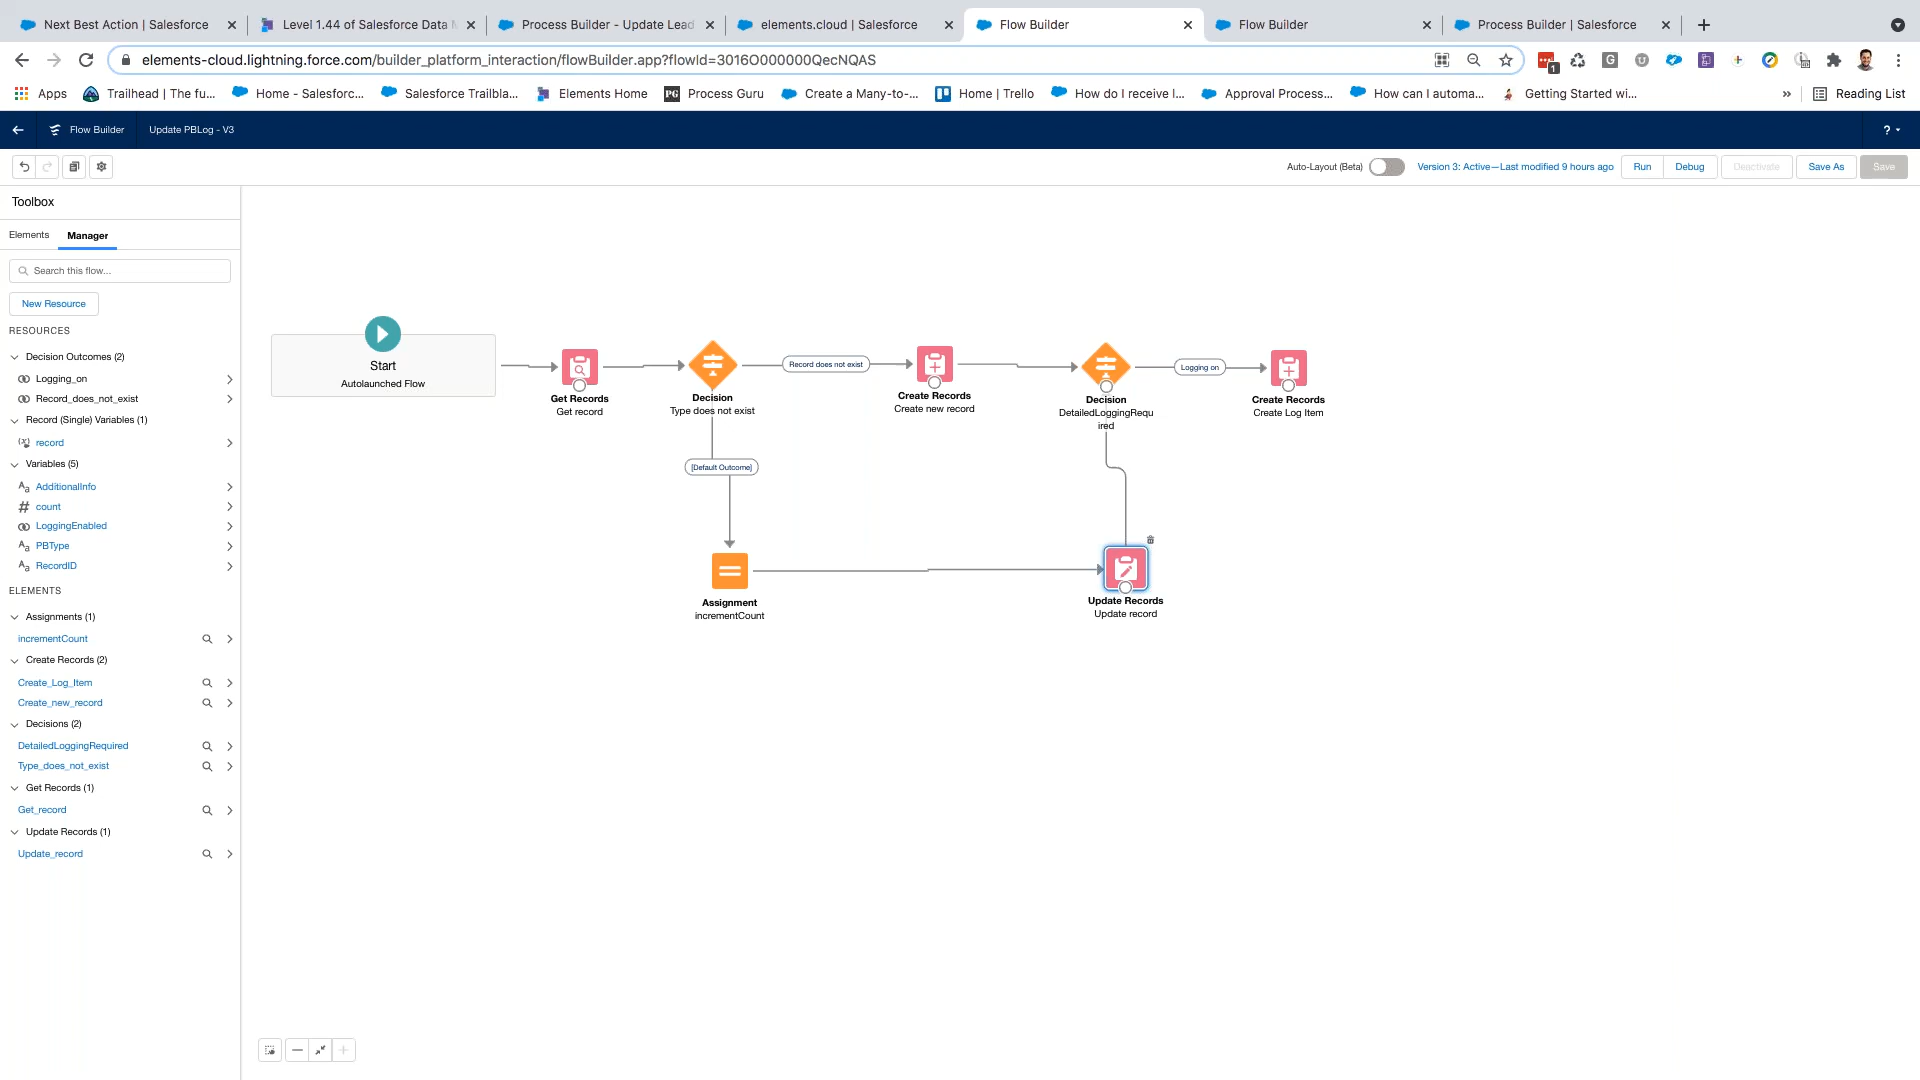 Next Best Action | Salesforce
Level 1.44 of Salesforce Data M
Process Builder - Update Lead
elements.cloud | Salesforce
Flow Builder
Flow Builder
Process Builder | Salesforce
elements-cloud.lightning.force.com/builder_platform_interaction/flowBuilder.app?flowId=3016O000000QecNQAS
1
Apps
Trailhead | The fu...
Home - Salesforc...
Salesforce Trailbla...
Elements Home
PG
Process Guru
Create a Many-to-...
Home | Trello
How do I receive I...
Approval Process...
How can I automa...
Getting Started wi...
»
Reading List
Flow Builder
Update PBLog - V3
?
Auto-Layout (Beta)
Version 3: Active—Last modified 9 hours ago
Run
Debug
Deactivate
Save As
Save
Toolbox
Elements
Manager
Search this flow...
New Resource
RESOURCES
Decision Outcomes (2)
Logging_on
Record_does_not_exist
Record (Single) Variables (1)
record
Variables (5)
AdditionalInfo
count
LoggingEnabled
PBType
RecordID
ELEMENTS
Assignments (1)
incrementCount
Create Records (2)
Create_Log_Item
Create_new_record
Decisions (2)
DetailedLoggingRequired
Type_does_not_exist
Get Records (1)
Get_record
Update Records (1)
Update_record
Start
Autolaunched Flow
Get Records
Get record
Decision
Type does not exist
Record does not exist
Create Records
Create new record
Decision
DetailedLoggingRequ
ired
Logging on
Create Records
Create Log Item
[Default Outcome]
Assignment
incrementCount
Update Records
Update record